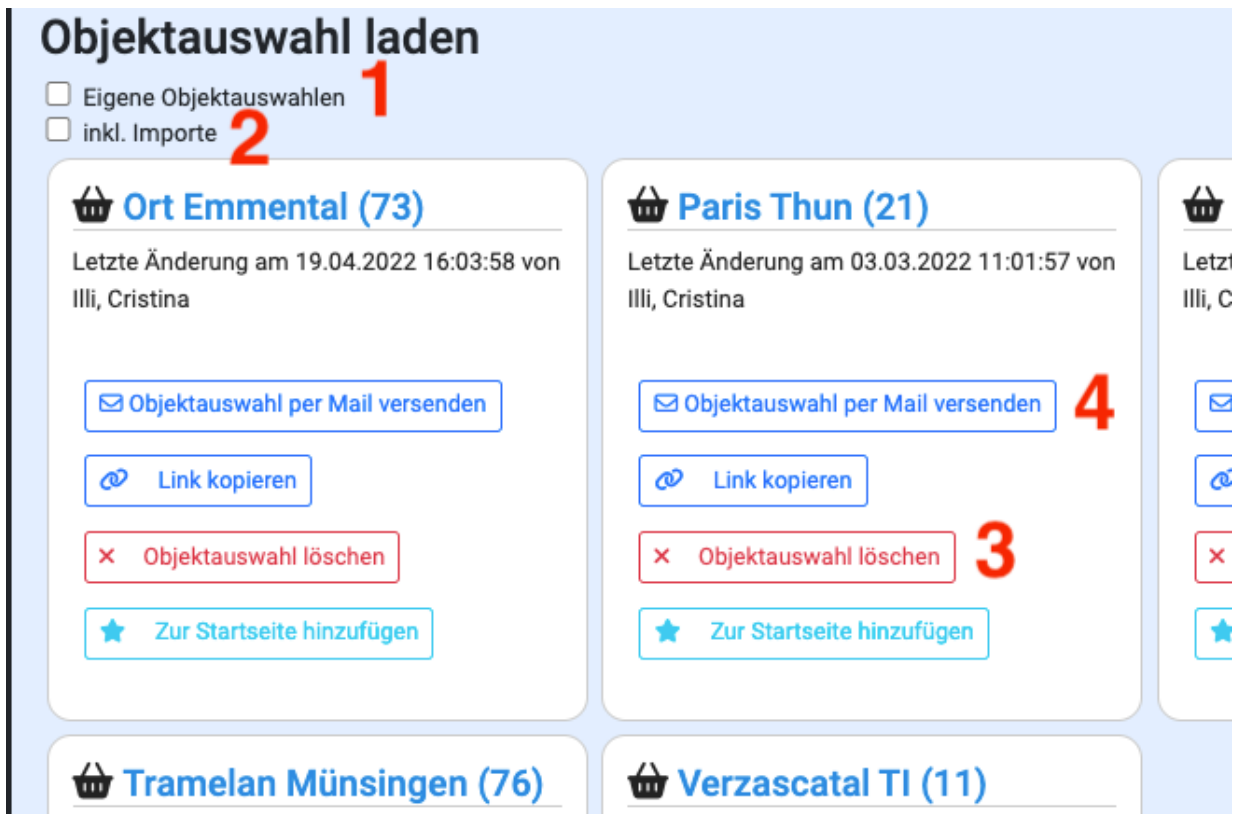 Objektauswahl laden
Eigene Objektauswahlen 1
inkl. Importe 2
Ort Emmental (73)
Letzte Änderung am 19.04.2022 16:03:58 von
Illi, Cristina
Objektauswahl per Mail versenden
Link kopieren
Objektauswahl löschen
Zur Startseite hinzufügen
Paris Thun (21)
Letzte Änderung am 03.03.2022 11:01:57 von
Illi, Cristina
Objektauswahl per Mail versenden 4
Link kopieren
Objektauswahl löschen 3
Zur Startseite hinzufügen
Illi, C
Tramelan Münsingen (76)
Verzascatal TI (11)